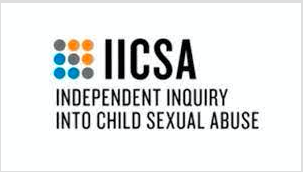 IICSA
INDEPENDENT INQUIRY
INTO CHILD SEXUAL ABUSE